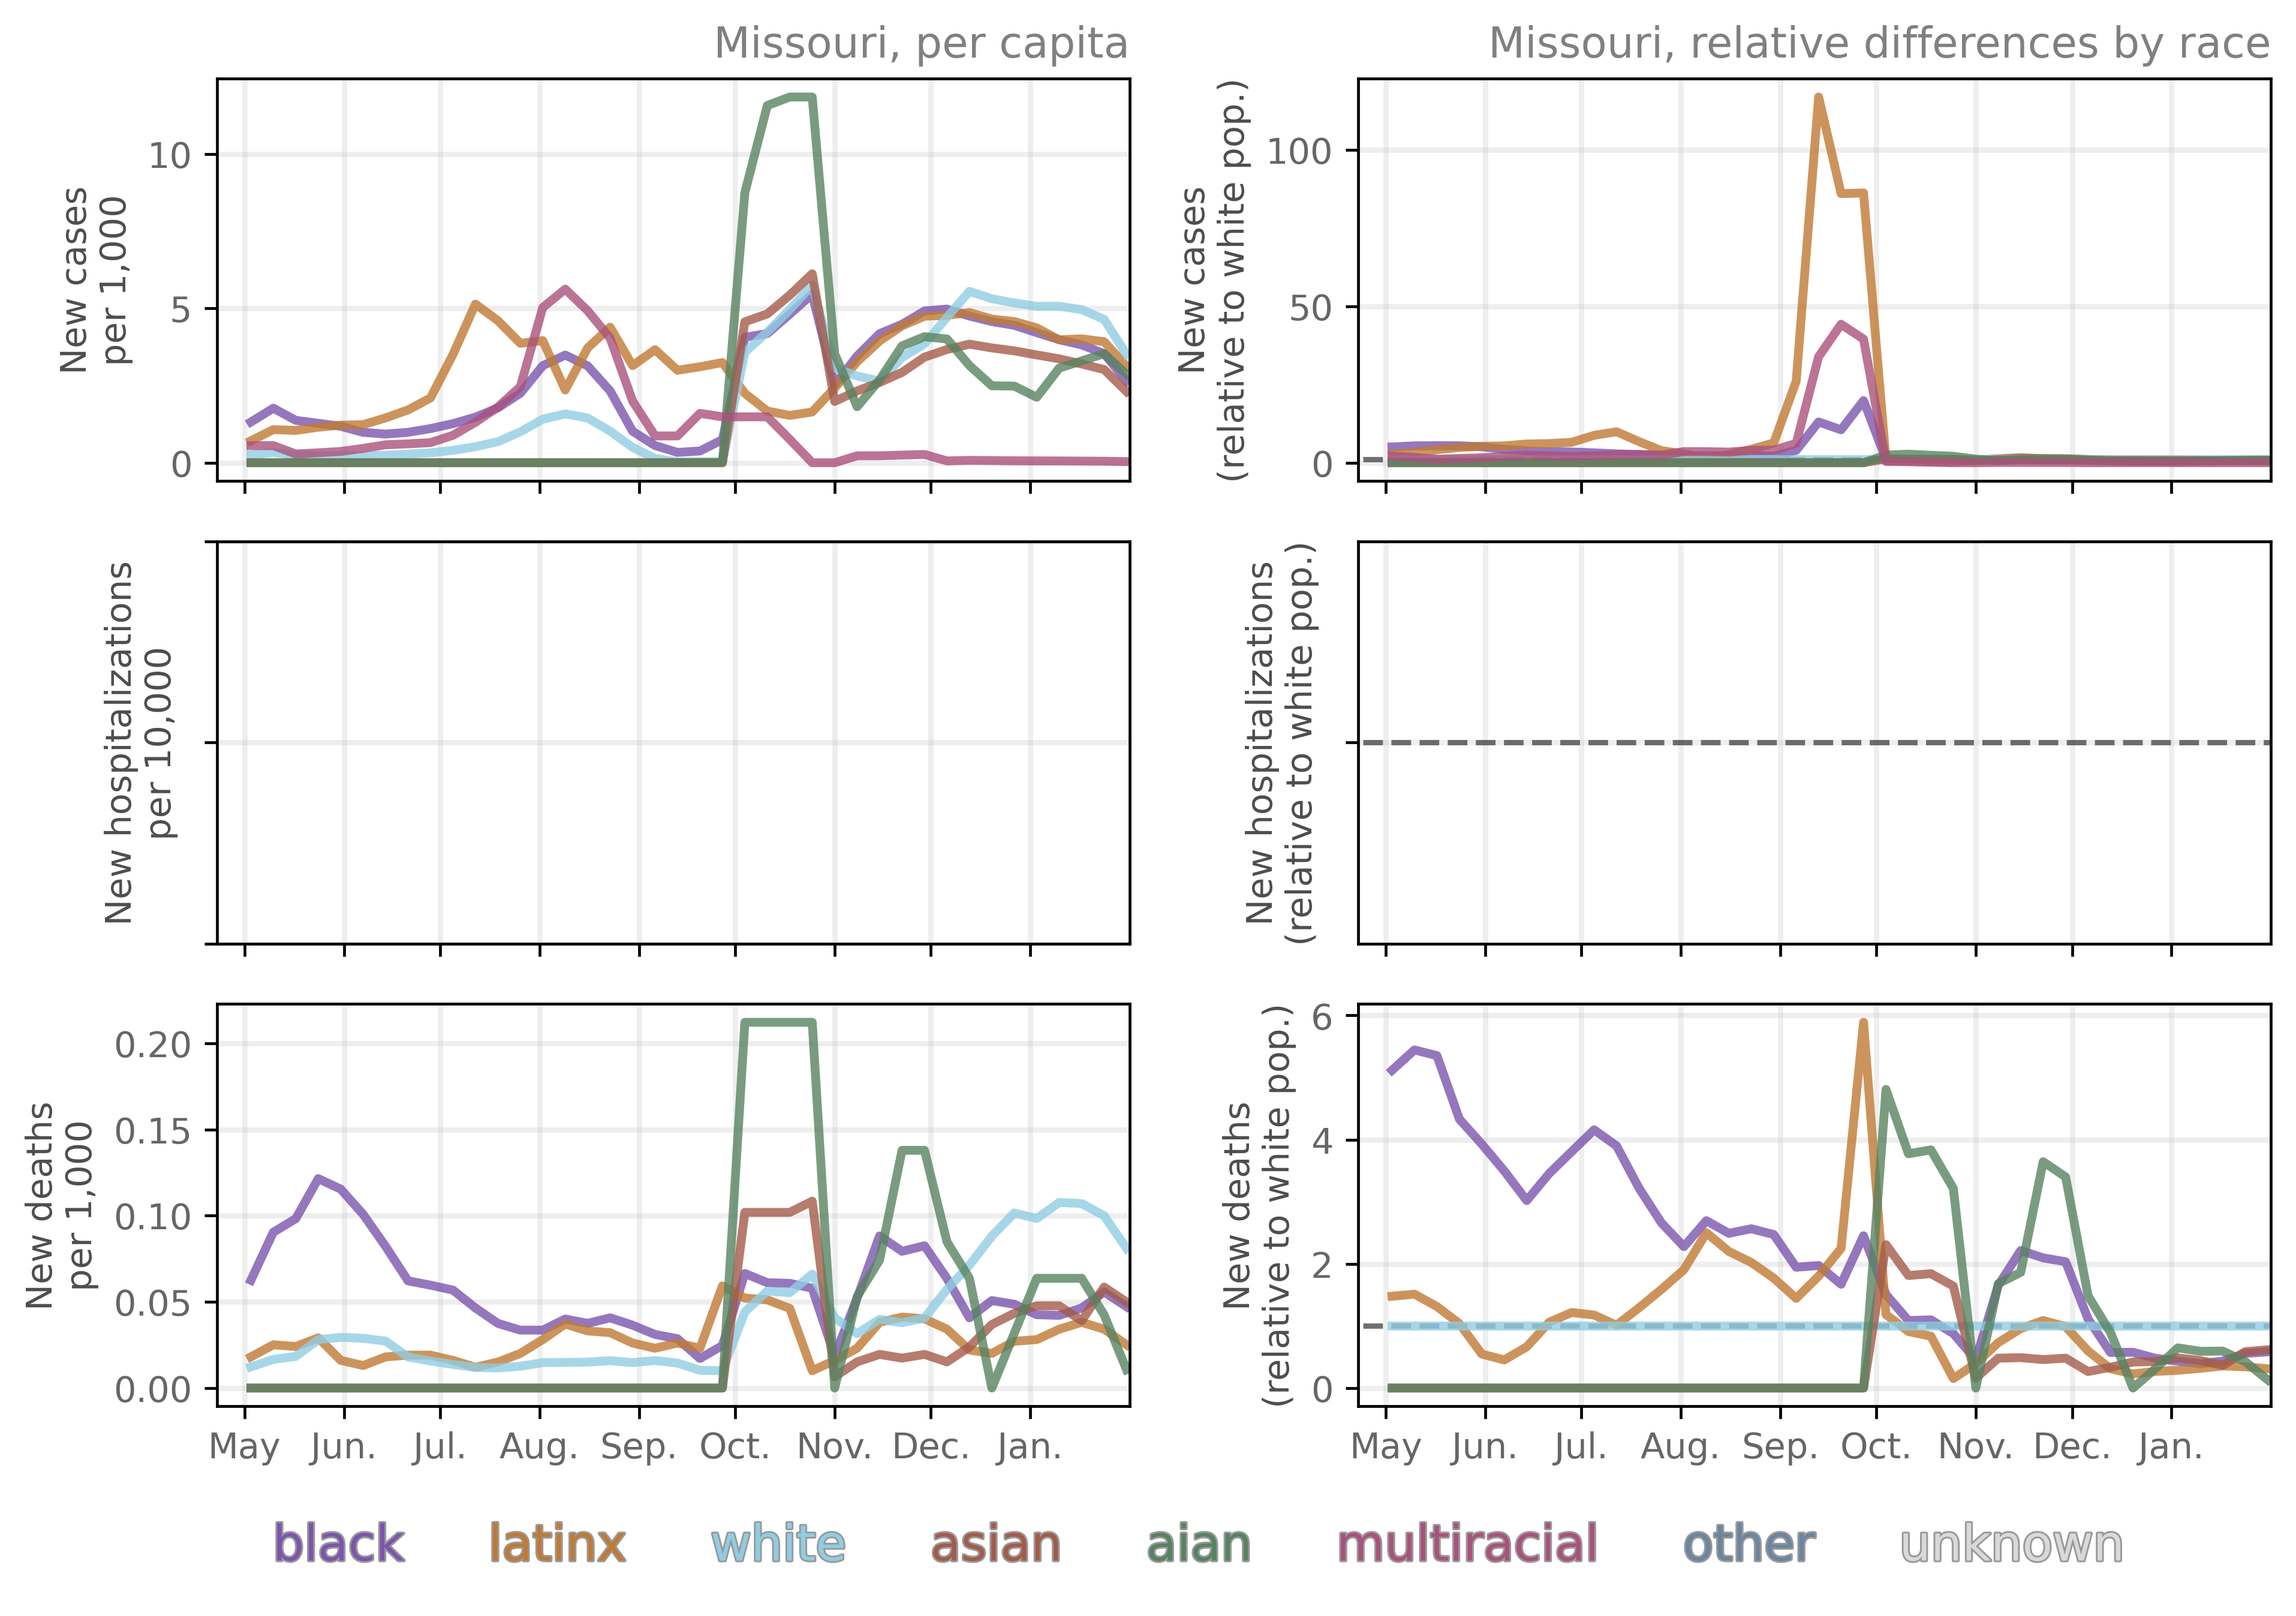 Missouri, per capita
Missouri, relative differences by race
New cases
per 1,000
10
5
0
New cases
(relative to white pop.)
100
50
0
New hospitalizations
per 10,000
New hospitalizations
(relative to white pop.)
New deaths
per 1,000
0.20
0.15
0.10
0.05
0.00
May Jun. Jul. Aug. Sep. Oct. Nov. Dec. Jan.
New deaths
(relative to white pop.)
6
4
2
0
May Jun. Jul. Aug. Sep. Oct. Nov. Dec. Jan.
black latinx white asian aian multiracial other unknown